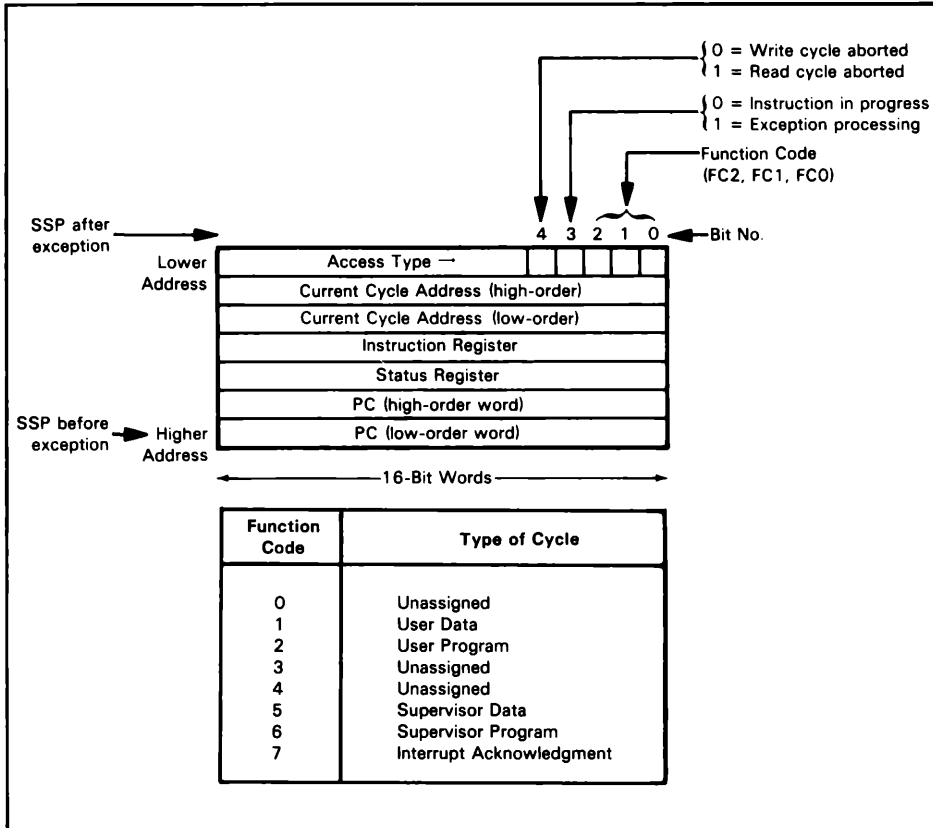 0 = Write cycle aborted
1 = Read cycle aborted
0 = Instruction in progress
1 = Exception processing
Function Code
(FC2, FC1, FC0)
SSP after
exception
4 3 2 1 0
Bit No.
Lower
Address
Access Type →
Current Cycle Address (high-order)
Current Cycle Address (low-order)
Instruction Register
Status Register
PC (high-order word)
SSP before
exception
Higher
Address
PC (low-order word)
16-Bit Words
Function
Code
Type of Cycle
0 Unassigned
1 User Data
2 User Program
3 Unassigned
4 Unassigned
5 Supervisor Data
6 Supervisor Program
7 Interrupt Acknowledgment